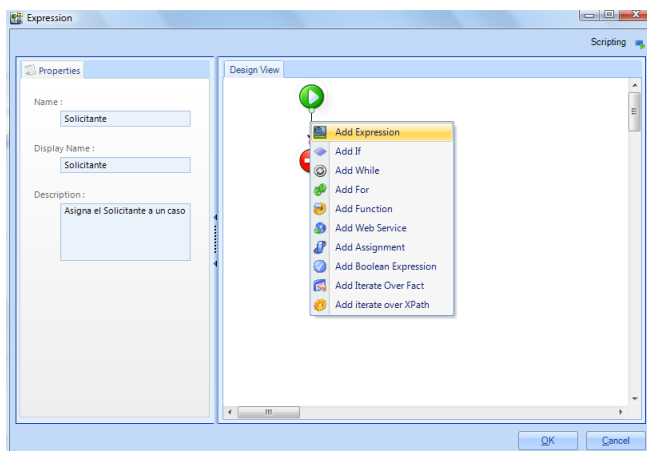 Expression
Scripting
Properties
Name :
Solicitante
Display Name :
Solicitante
Description :
Asigna el Solicitante a un caso
Design View
Add Expression
Add If
Add While
Add For
Add Function
Add Web Service
Add Assignment
Add Boolean Expression
Add Iterate Over Fact
Add iterate over XPath
OK
Cancel